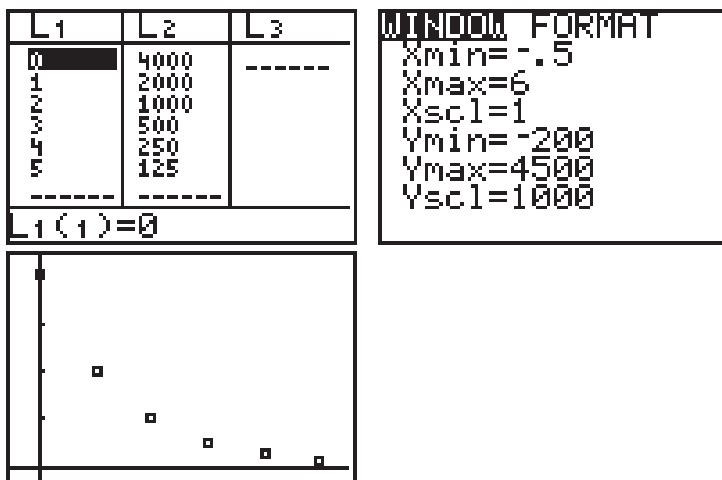 L1 L2 L3
0 4000 ------
1 2000
2 1000
3 500
4 250
5 125
------ ------
L1(1)=0
WINDOW FORMAT
Xmin=-.5
Xmax=6
Xscl=1
Ymin=-200
Ymax=4500
Yscl=1000